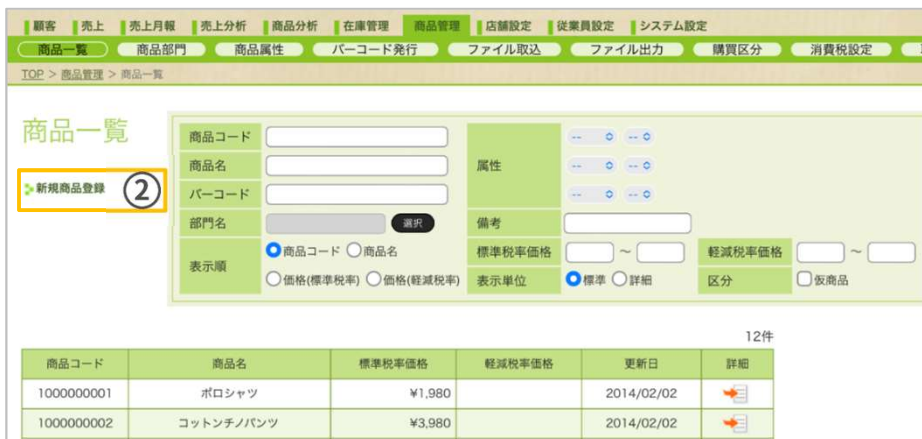 顧客 売上 売上月報 売上分析 商品分析 在庫管理 商品管理 店舗設定 従業員設定 システム設定
商品一覧 商品部門 商品属性 バーコード発行 ファイル取込 ファイル出力 購買区分 消費税設定
TOP > 商品管理 > 商品一覧
商品一覧
新規商品登録 ②
商品コード 属性 -- --
商品名 -- --
バーコード -- --
部門名 選択 備考
表示順 商品コード 商品名 標準税率価格 ～ 軽減税率価格 ～
価格(標準税率) 価格(軽減税率) 表示単位 標準 詳細 区分 仮商品
12件
商品コード 商品名 標準税率価格 軽減税率価格 更新日 詳細
1000000001 ポロシャツ ¥1,980 2014/02/02
1000000002 コットンチノパンツ ¥3,980 2014/02/02